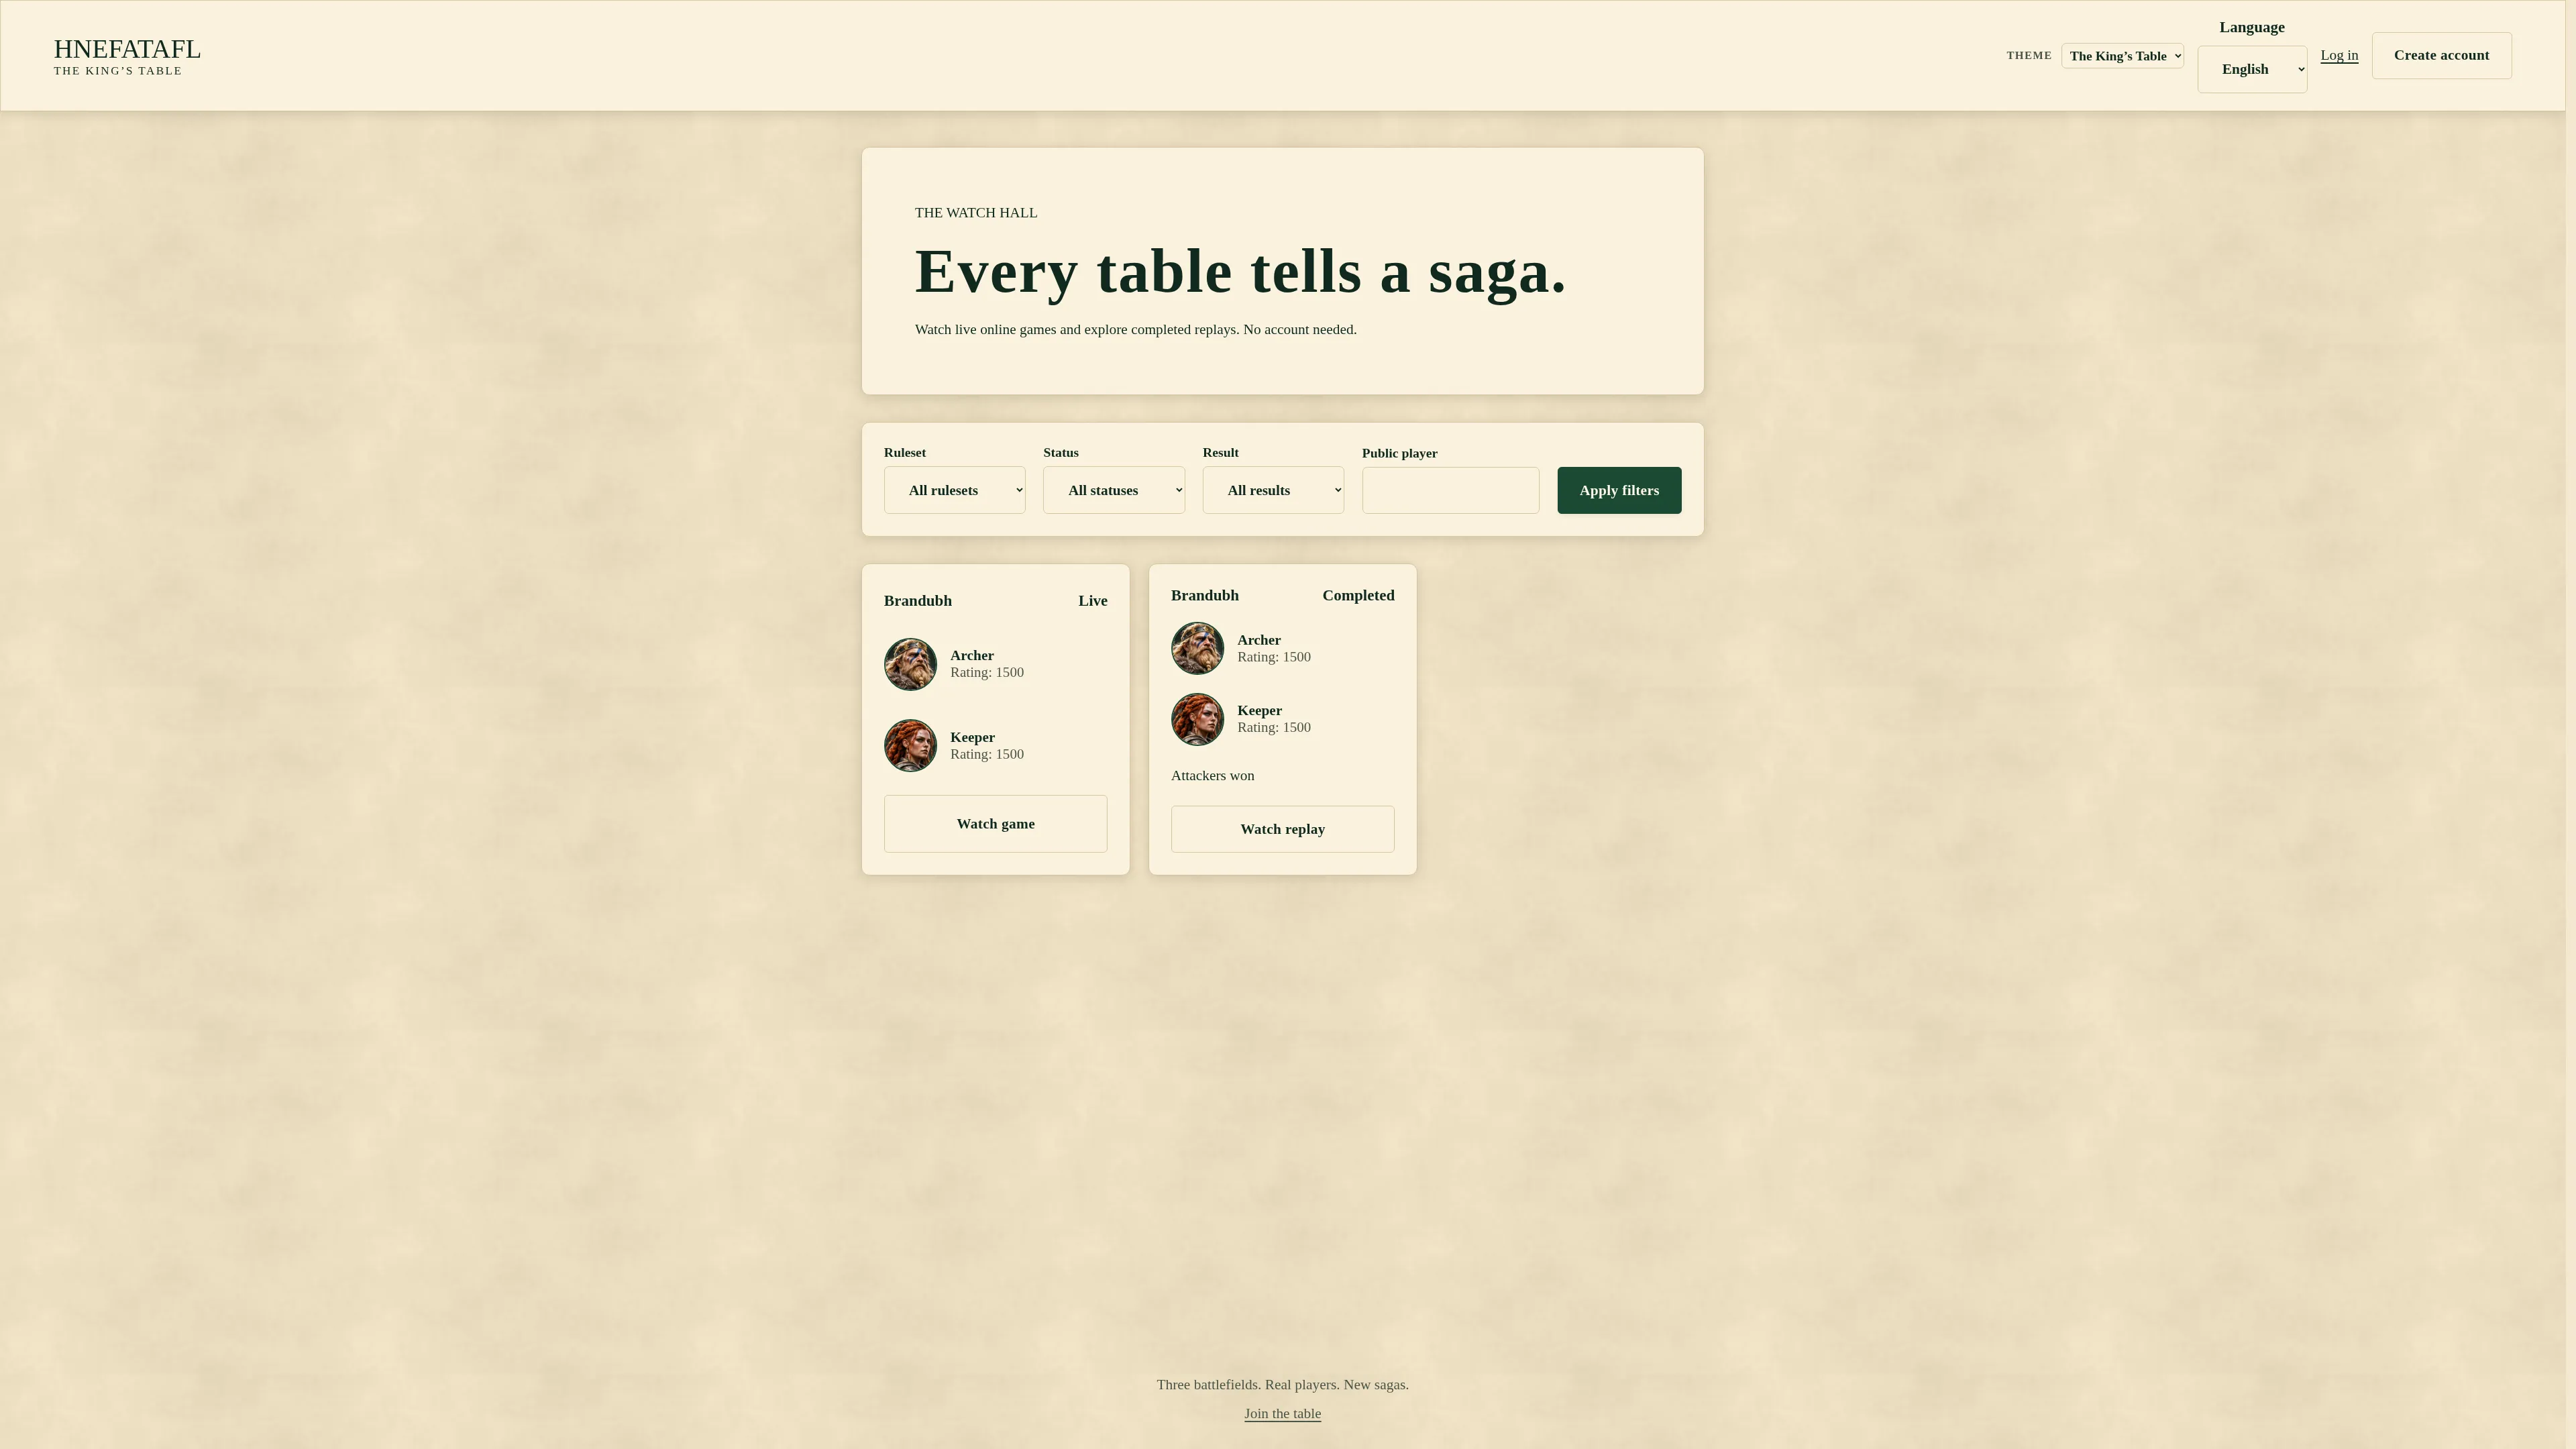 HNEFATAFL
THE KING’S TABLE
THEME
The King’s Table
Language
English
Log in
Create account
THE WATCH HALL
Every table tells a saga.
Watch live online games and explore completed replays. No account needed.
Ruleset
All rulesets
Status
All statuses
Result
All results
Public player
Apply filters
Brandubh
Live
Archer
Rating: 1500
Keeper
Rating: 1500
Watch game
Brandubh
Completed
Archer
Rating: 1500
Keeper
Rating: 1500
Attackers won
Watch replay
Three battlefields. Real players. New sagas.
Join the table